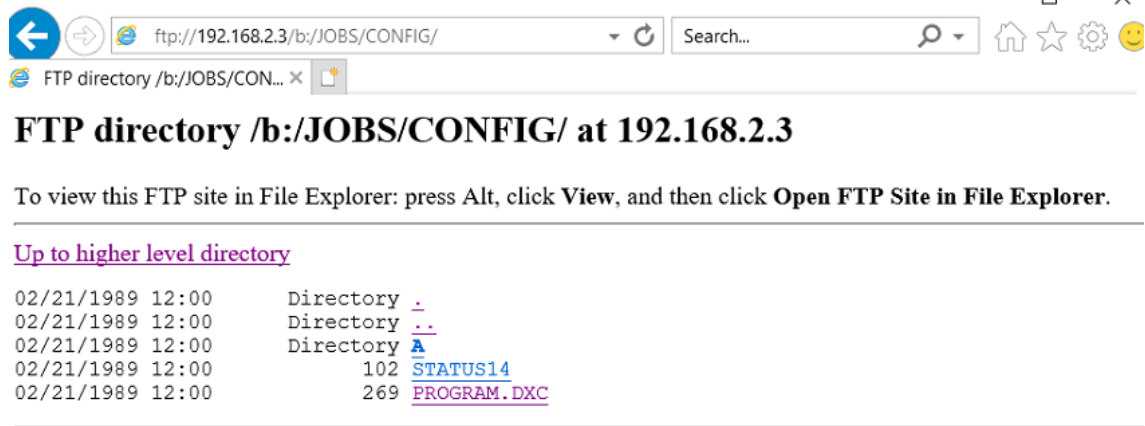 ftp://192.168.2.3/b:/JOBS/CONFIG/ Search...
FTP directory /b:/JOBS/CON...
FTP directory /b:/JOBS/CONFIG/ at 192.168.2.3
To view this FTP site in File Explorer: press Alt, click View, and then click Open FTP Site in File Explorer.
Up to higher level directory
02/21/1989 12:00 Directory .
02/21/1989 12:00 Directory ..
02/21/1989 12:00 Directory A
02/21/1989 12:00 102 STATUS14
02/21/1989 12:00 269 PROGRAM.DXC